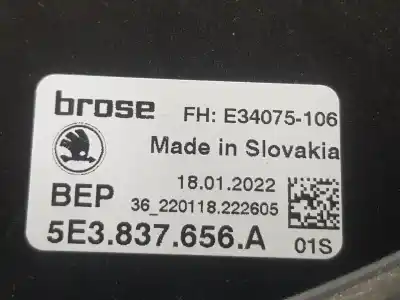 brose FH: E34075-106
Made in Slovakia
BEP 18.01.2022
36_220118.222605
5E3.837.656.A 01S